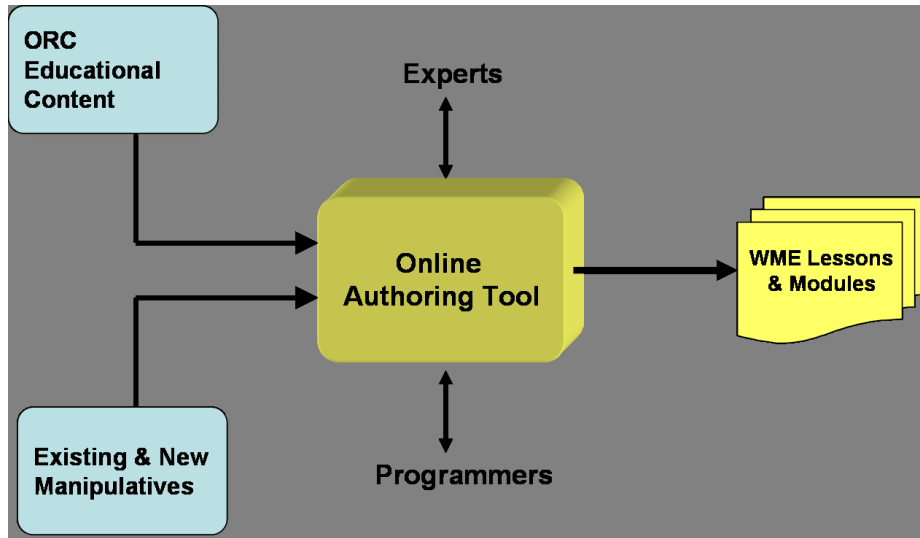 ORC
Educational
Content
Experts
Online
Authoring Tool
WME Lessons
& Modules
Existing & New
Manipulatives
Programmers